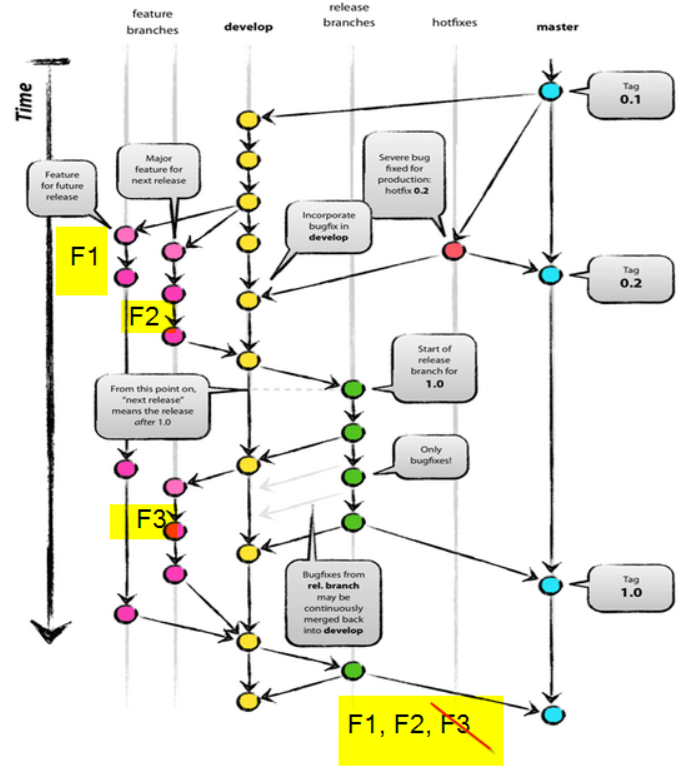 feature
branches
develop
release
branches
hotfixes
master
Time
Tag
0.1
Feature
for future
release
Major
feature for
next release
Severe bug
fixed for
production:
hotfix 0.2
Incorporate
bugfix in
develop
F1
Tag
0.2
F2
Start of
release
branch for
1.0
From this point on,
"next release"
means the release
after 1.0
Only
bugfixes!
F3
Bugfixes from
rel. branch
may be
continuously
merged back
into develop
Tag
1.0
F1, F2, F3